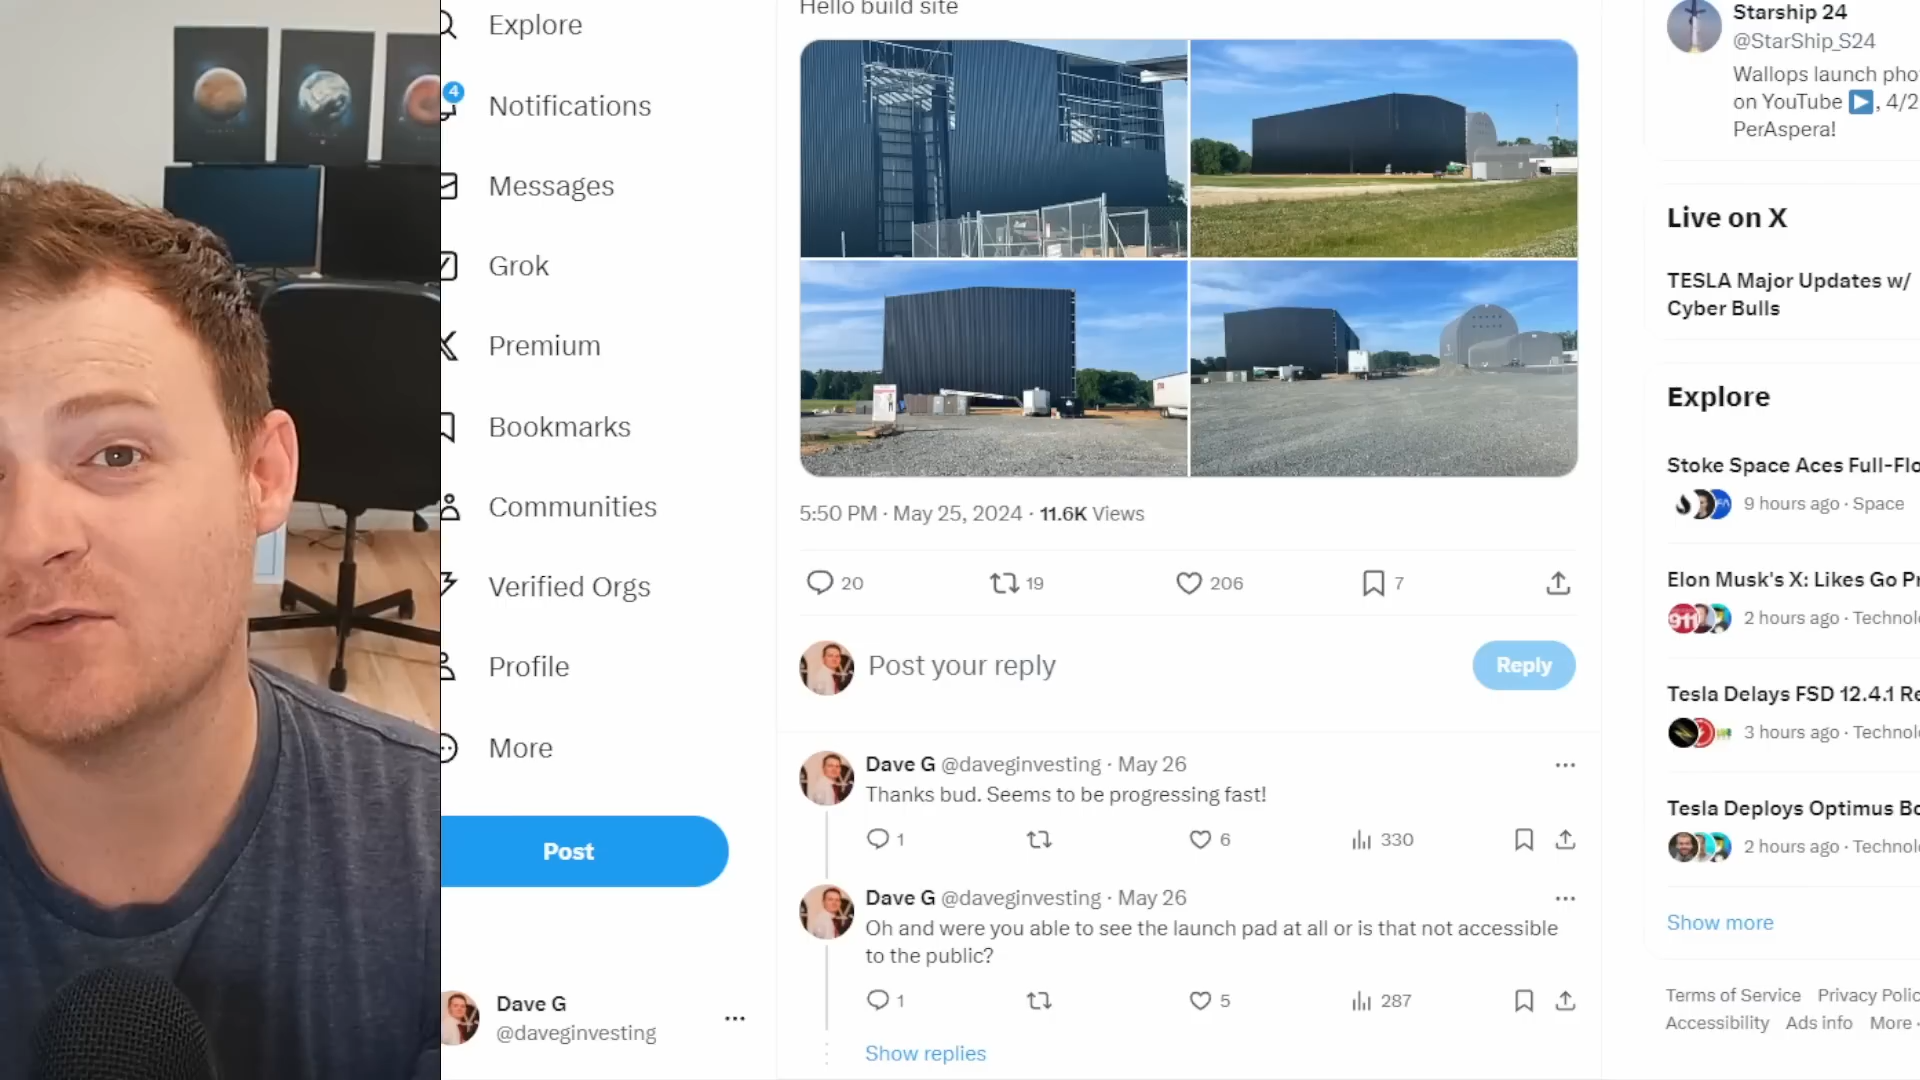 Explore
4
Notifications
Messages
Grok
Premium
Bookmarks
Communities
Verified Orgs
Profile
More
Post
Dave G
@daveginvesting
Hello build site
5:50 PM · May 25, 2024 · 11.6K Views
20 19 206 7
Post your reply
Reply
Dave G @daveginvesting · May 26
Thanks bud. Seems to be progressing fast!
1 6 330
Dave G @daveginvesting · May 26
Oh and were you able to see the launch pad at all or is that not accessible
to the public?
1 5 287
Show replies
Starship 24
@StarShip_S24
Wallops launch pho
on YouTube ▶️, 4/2
PerAspera!
Live on X
TESLA Major Updates w/
Cyber Bulls
Explore
Stoke Space Aces Full-Flo
9 hours ago · Space
Elon Musk's X: Likes Go Pr
911
2 hours ago · Technolo
Tesla Delays FSD 12.4.1 Re
3 hours ago · Technolo
Tesla Deploys Optimus Bo
2 hours ago · Technolo
Show more
Terms of Service Privacy Polic
Accessibility Ads info More